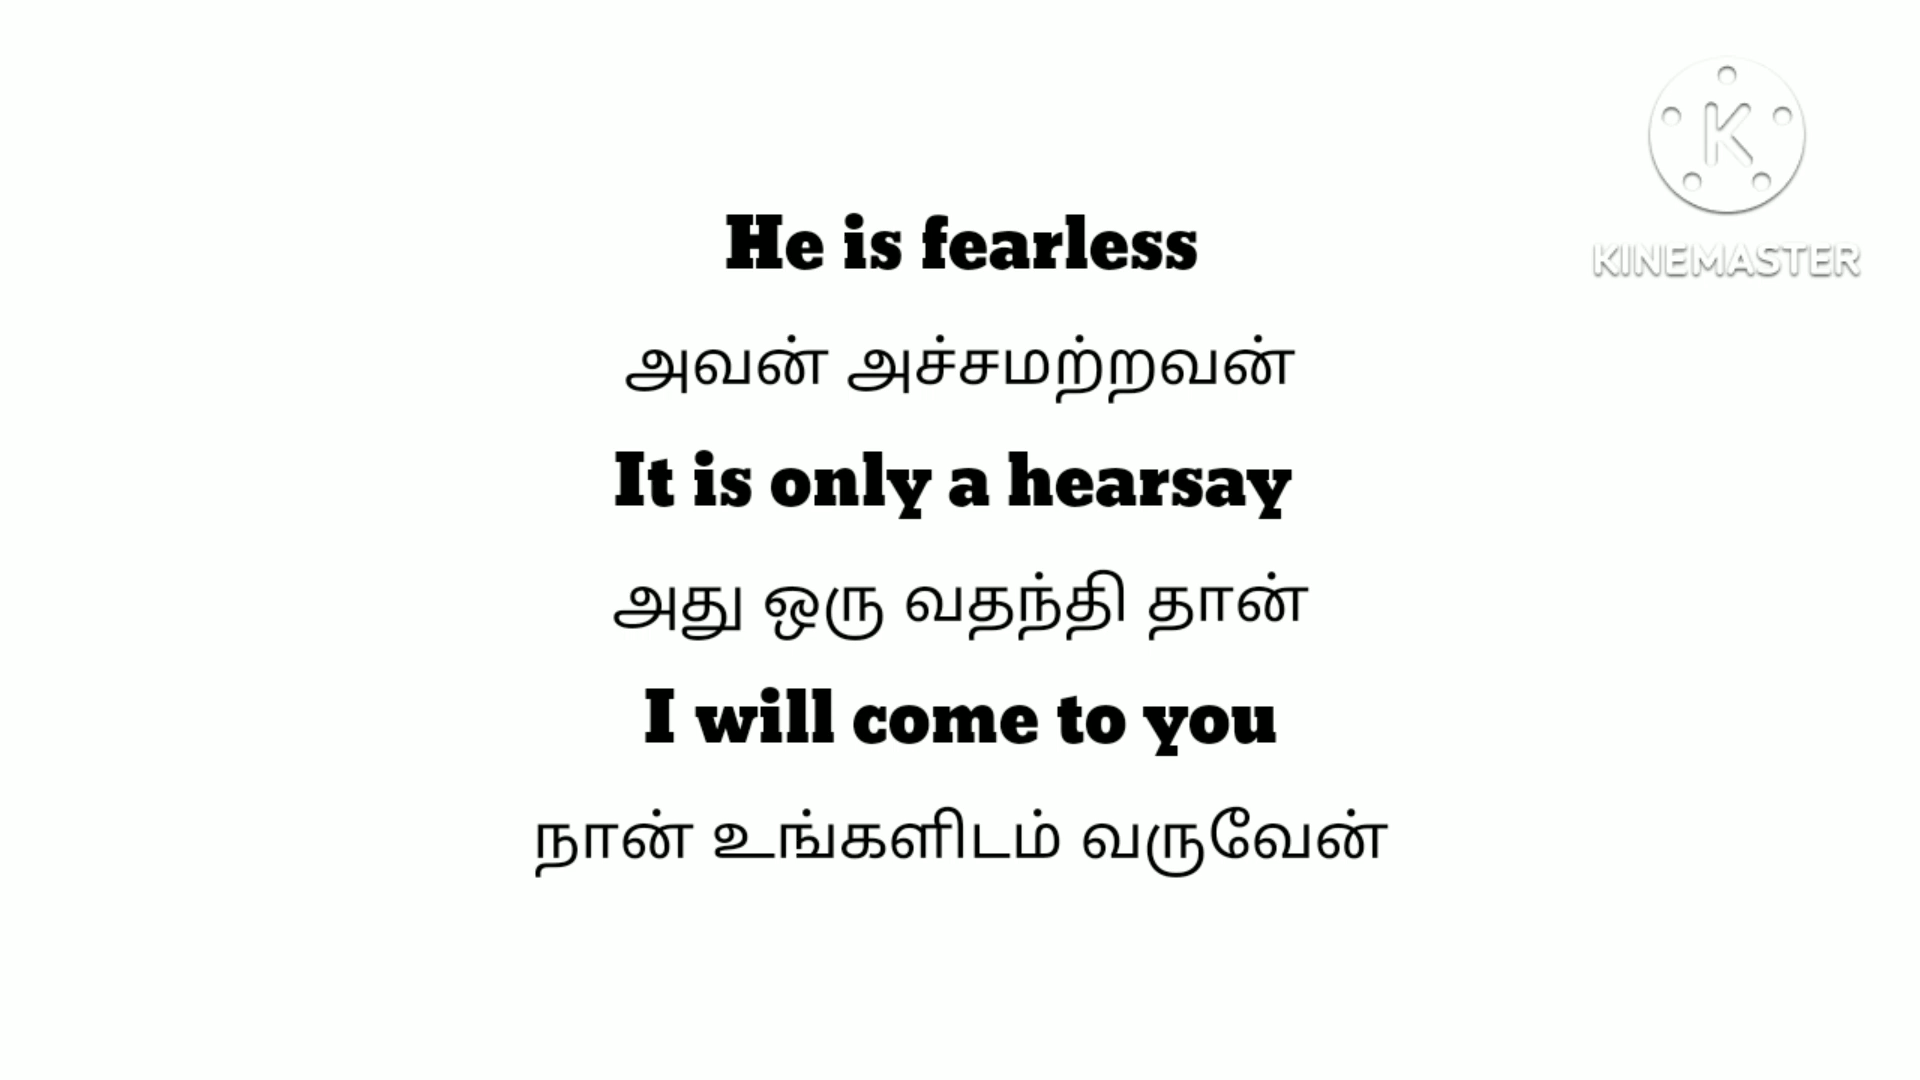 He is fearless
அவன் அச்சமற்றவன்
It is only a hearsay
அது ஒரு வதந்தி தான்
I will come to you
நான் உங்களிடம் வருவேன்
K
KINEMASTER